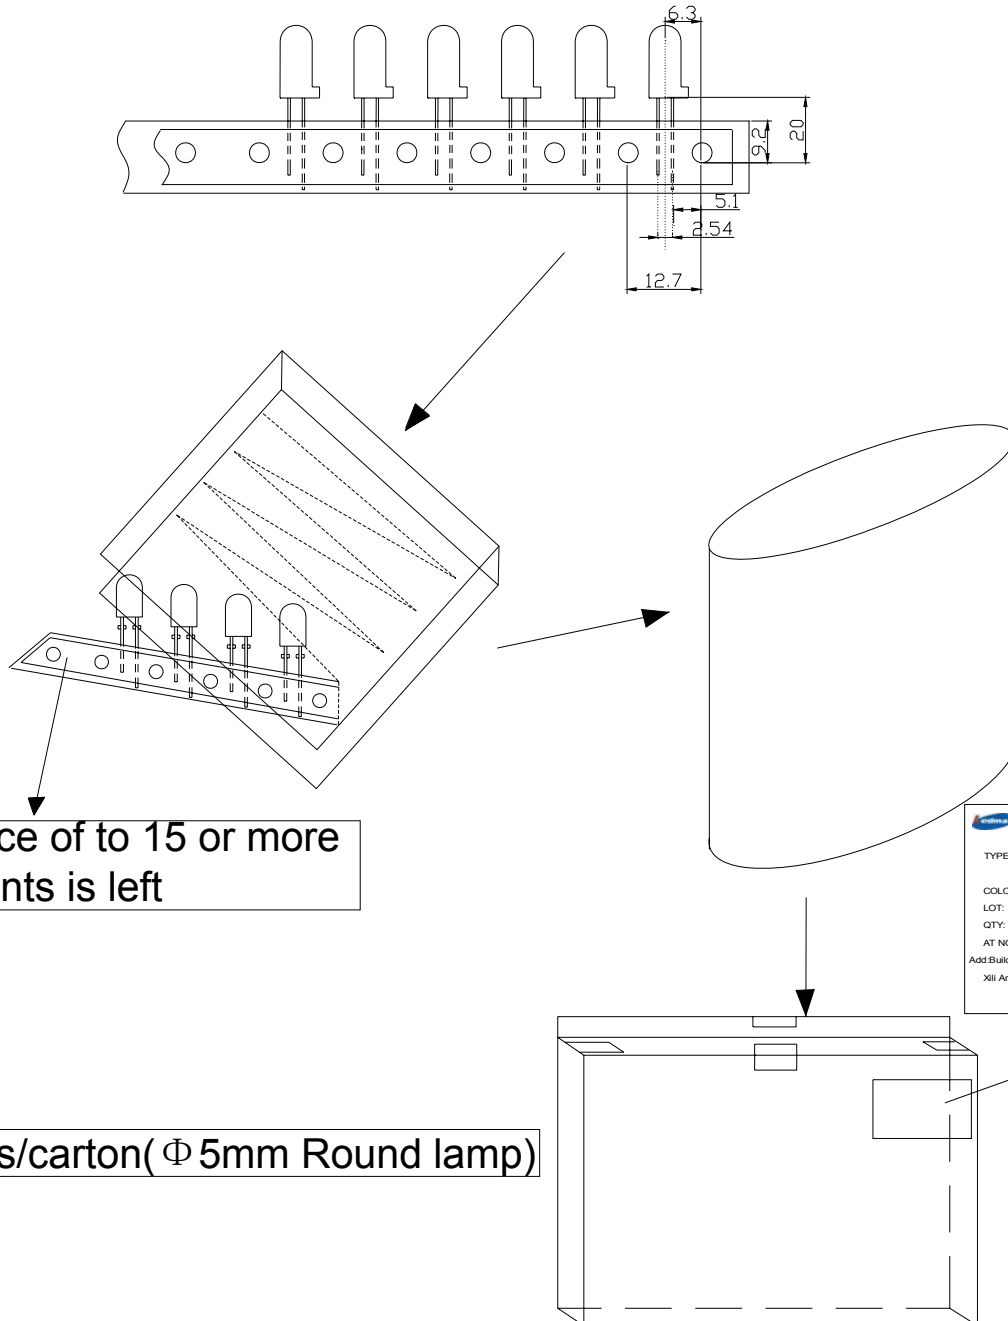 6.3
20
9.2
5.1
2.54
12.7
ce of to 15 or more
nts is left
edma
TYPE
COLO
LOT:
QTY:
AT NO
Add:Build
Xili An
s/carton(Φ5mm Round lamp)